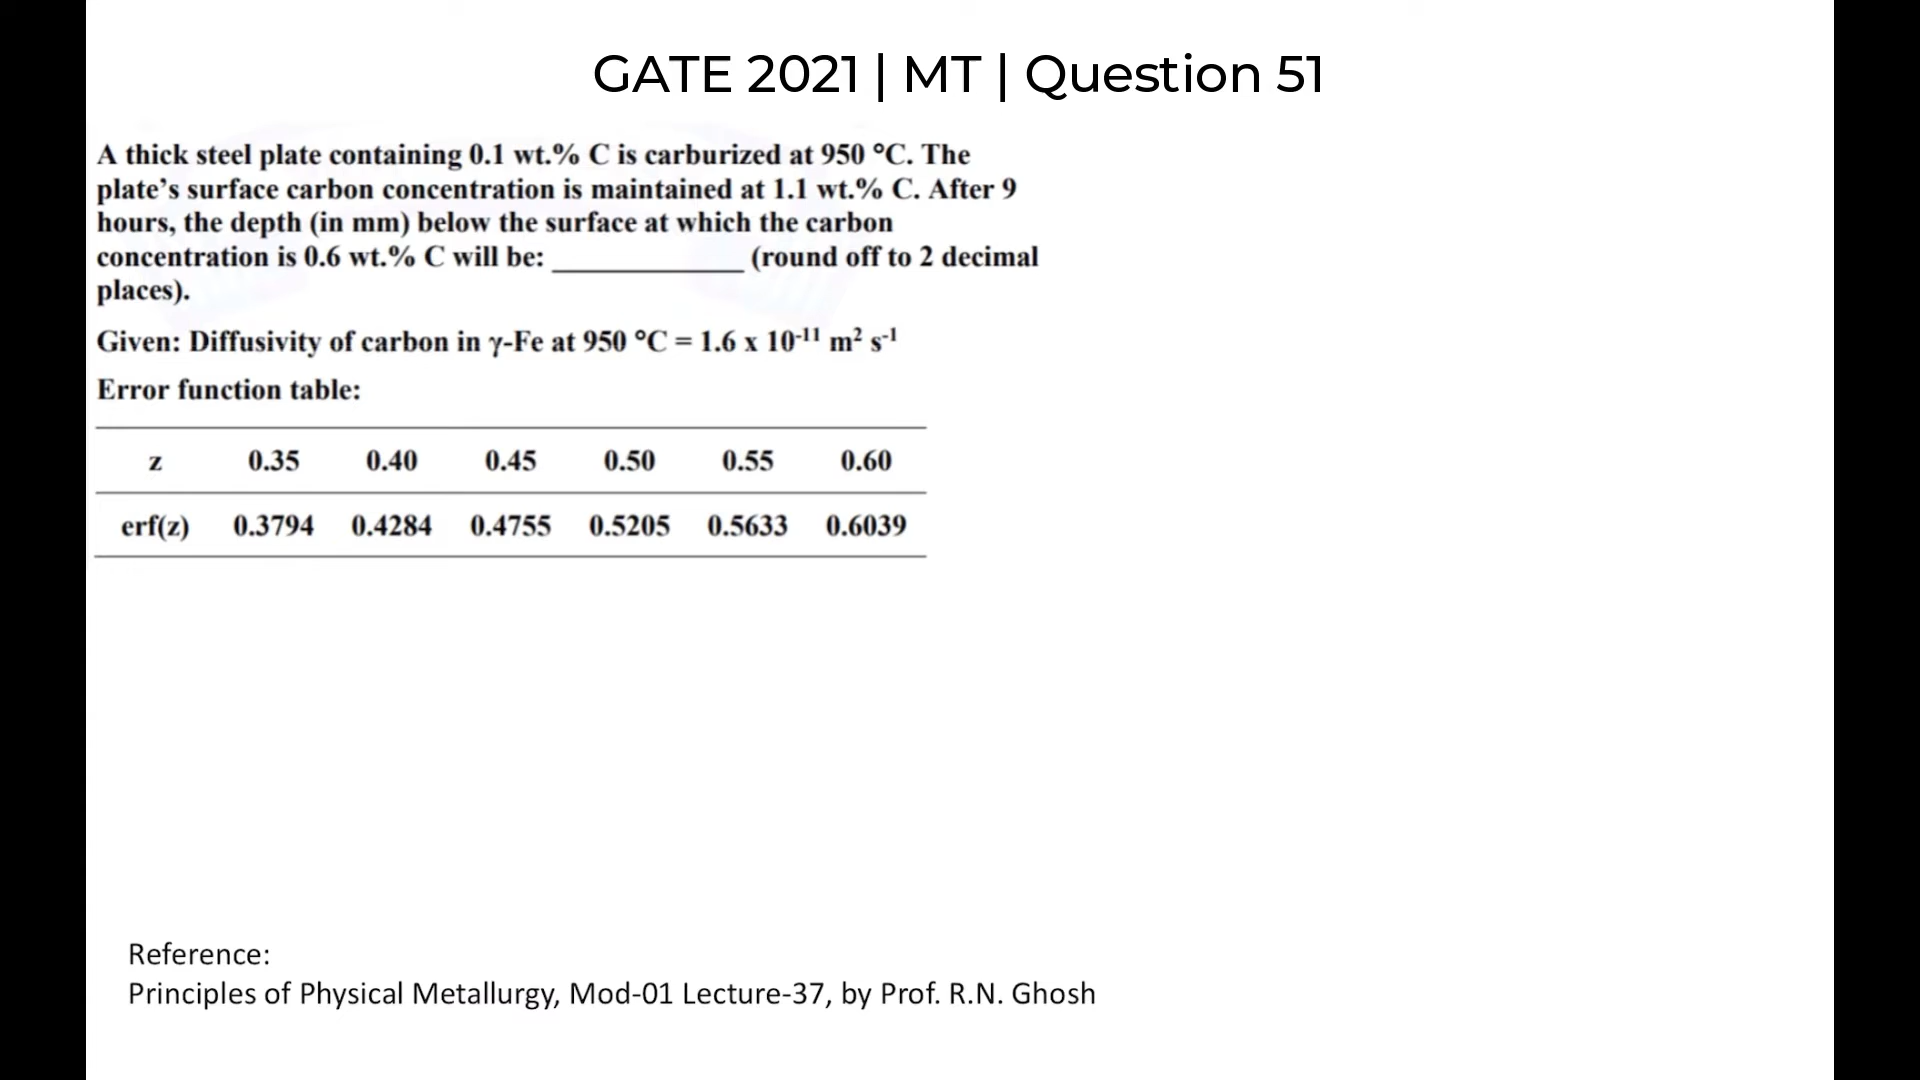 GATE 2021 | MT | Question 51
A thick steel plate containing 0.1 wt.% C is carburized at 950 °C. The
plate’s surface carbon concentration is maintained at 1.1 wt.% C. After 9
hours, the depth (in mm) below the surface at which the carbon
concentration is 0.6 wt.% C will be: ______________ (round off to 2 decimal
places).
Given: Diffusivity of carbon in γ-Fe at 950 °C = 1.6 x 10⁻¹¹ m² s⁻¹
Error function table:
z 0.35 0.40 0.45 0.50 0.55 0.60
erf(z) 0.3794 0.4284 0.4755 0.5205 0.5633 0.6039
Reference:
Principles of Physical Metallurgy, Mod-01 Lecture-37, by Prof. R.N. Ghosh